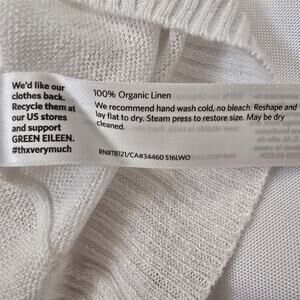 We'd like our
clothes back.
Recycle them at
our US stores
and support
GREEN EILEEN.
#thxverymuch
100% Organic Linen
We recommend hand wash cold, no bleach. Reshape and
lay flat to dry. Steam press to restore size. May be dry
cleaned.
RN#78121/CA#34460 S16LWO